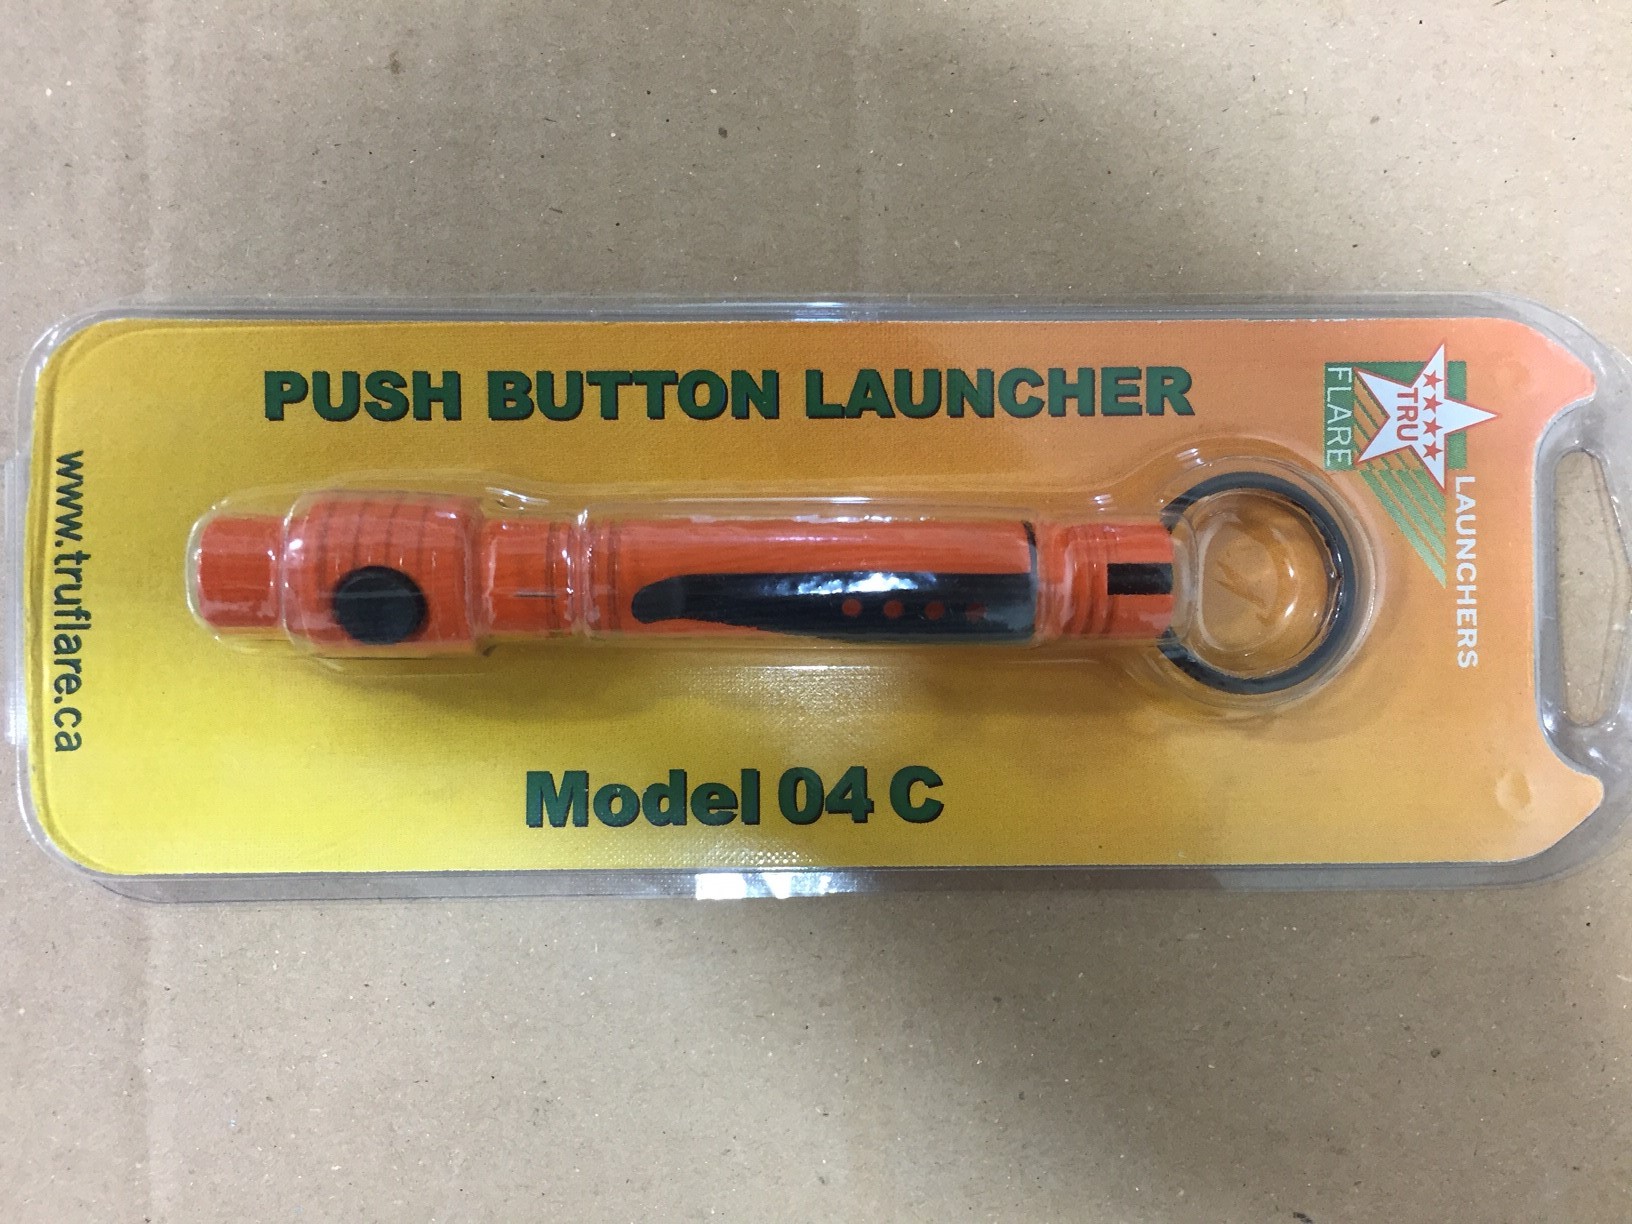 PUSH BUTTON LAUNCHER
TRU
FLARE
LAUNCHERS
www.truflare.ca
Model 04 C